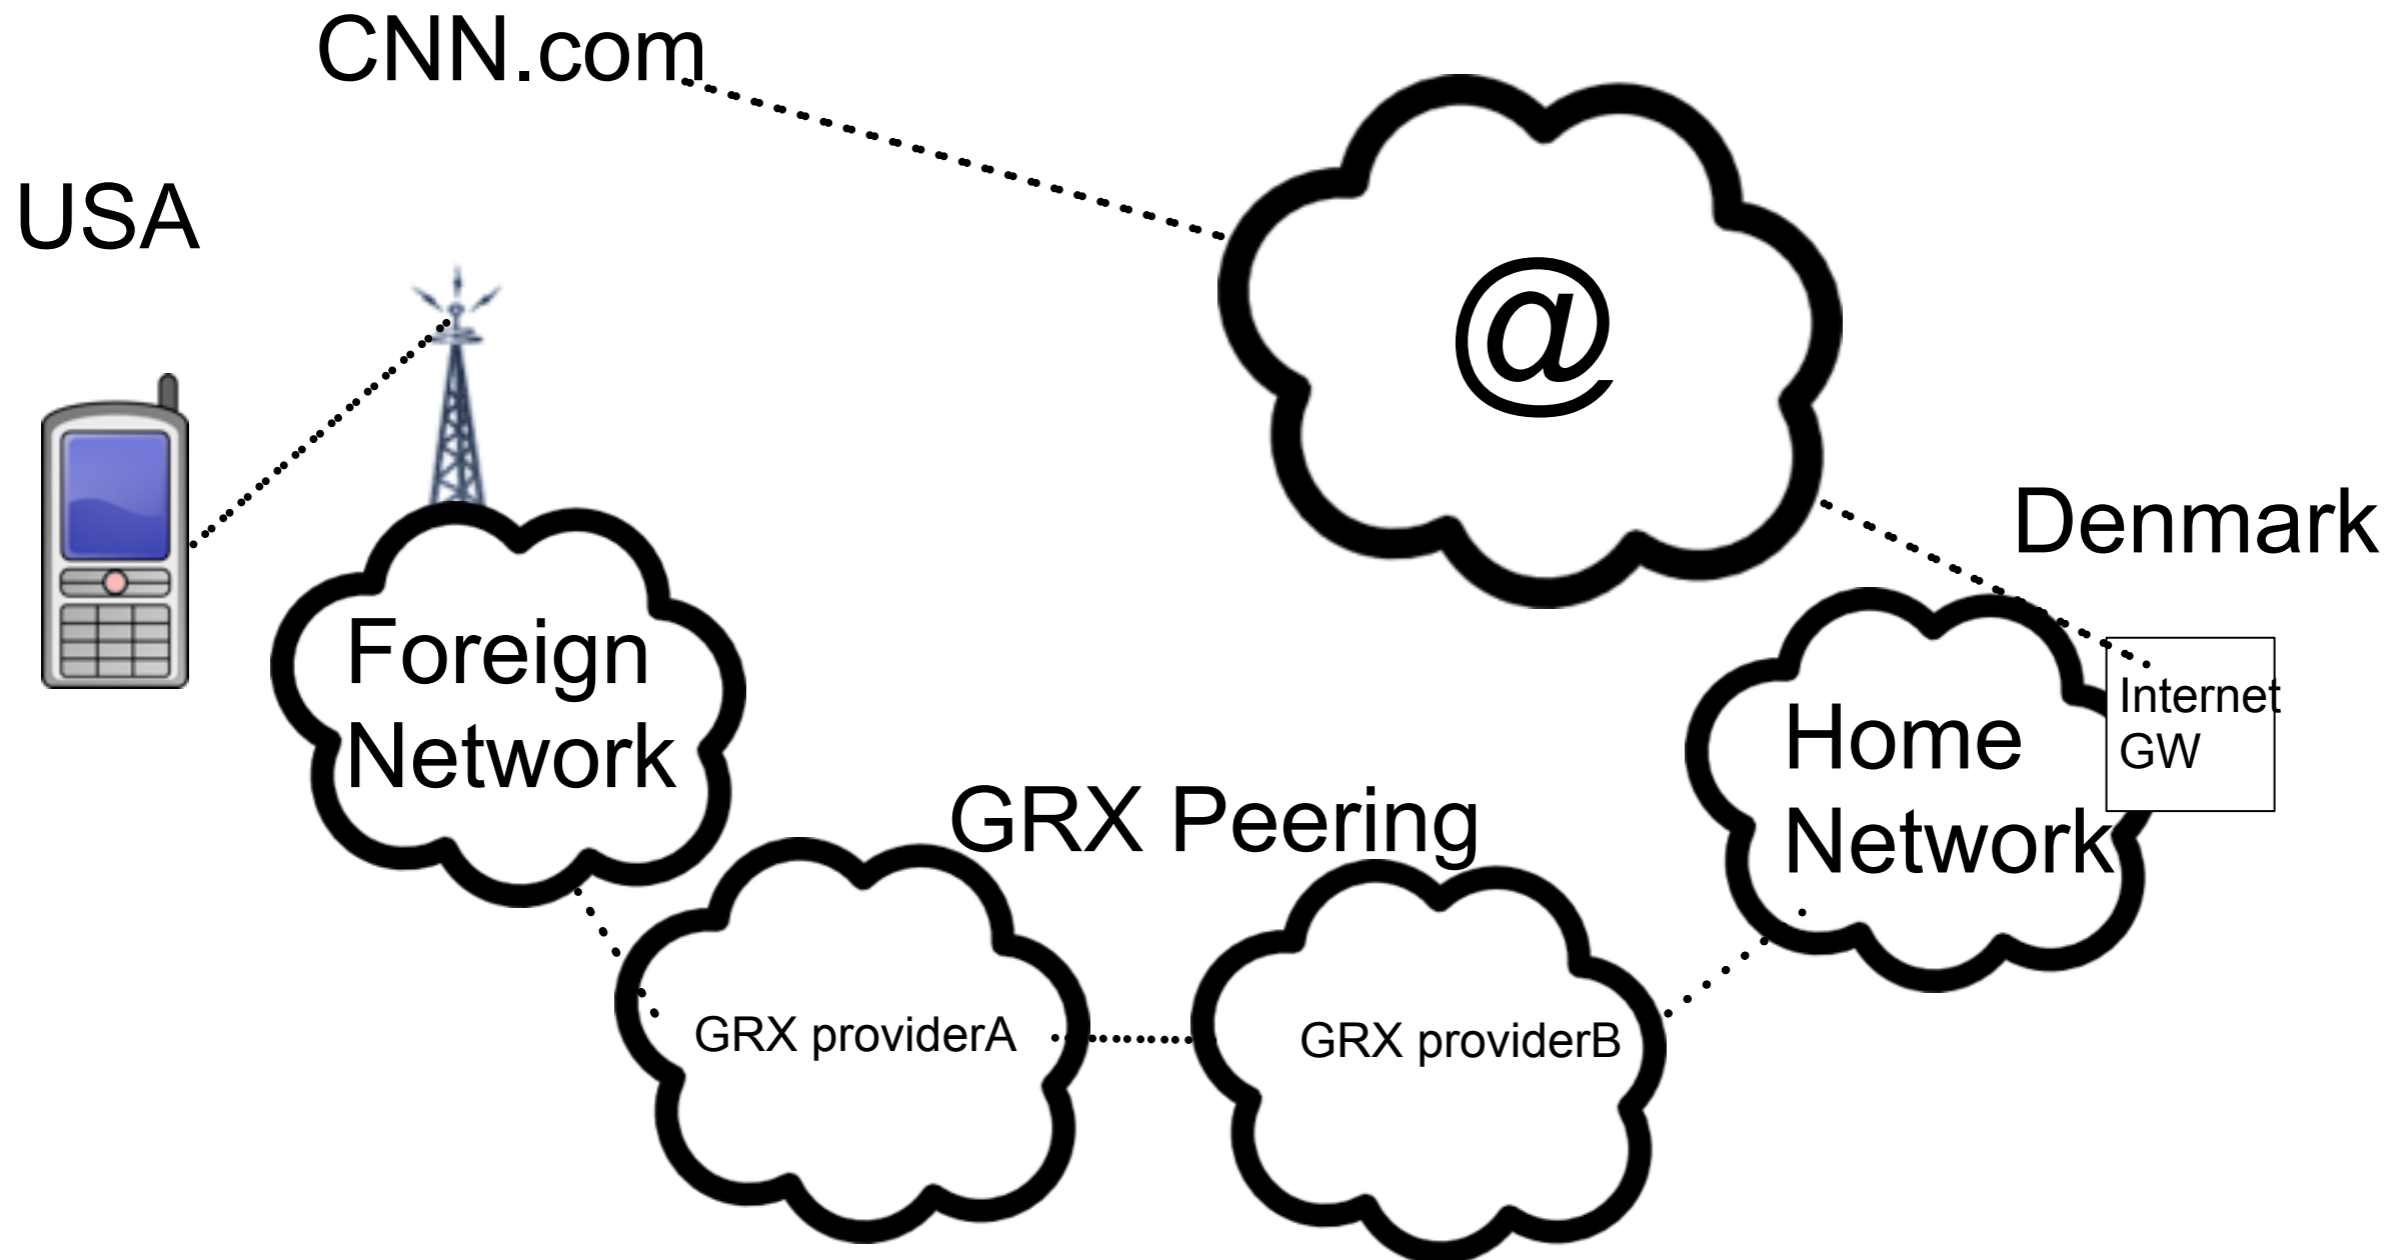 CNN.com
USA
@
Denmark
Foreign
Network
Internet
GW
Home
Network
GRX Peering
GRX providerA
GRX providerB